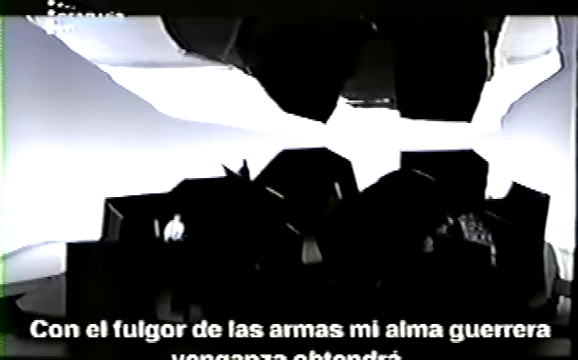 Con el fulgor de las armas mi alma guerrera
venganza obtendrá